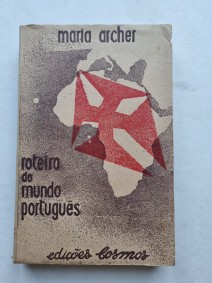 maria archer
roteiro
do
mundo
português
edições Cosmos